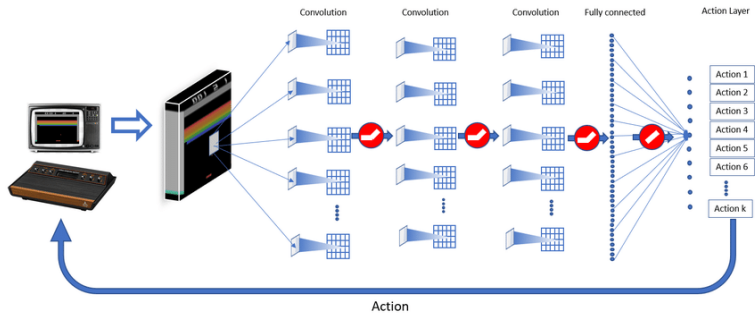 Convolution
Convolution
Convolution
Fully connected
Action Layer
Action 1
Action 2
Action 3
Action 4
Action 5
Action 6
Action k
Action